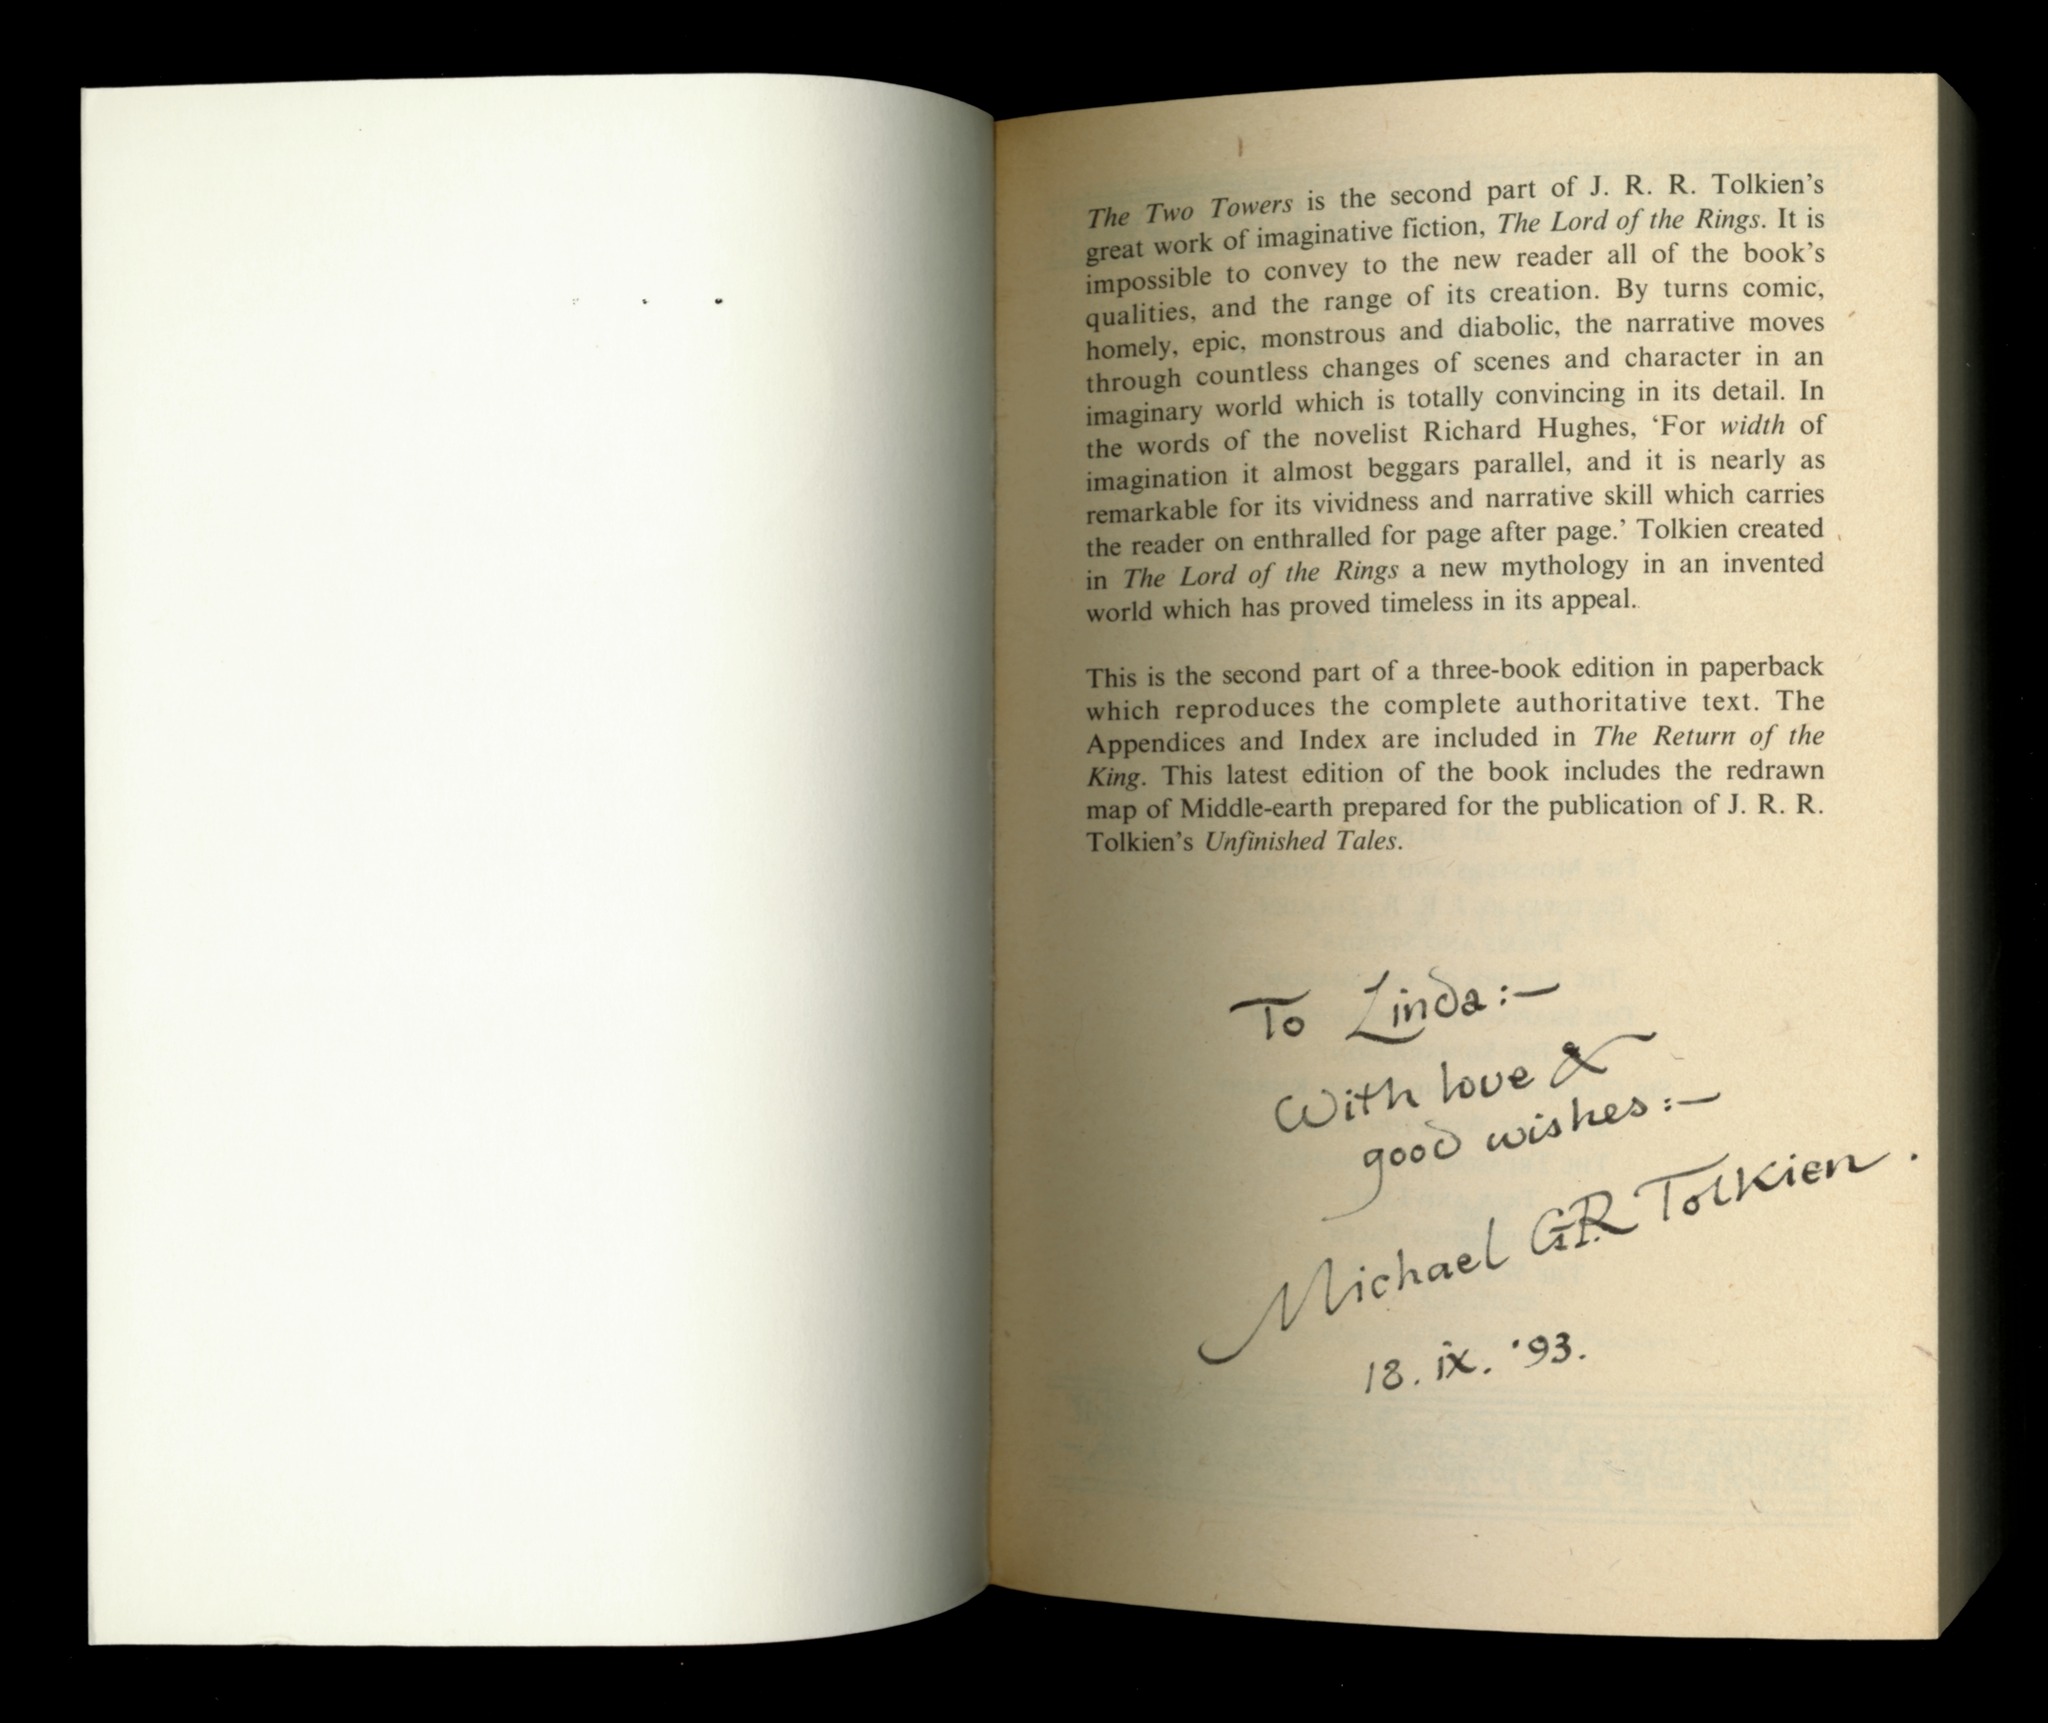 The Two Towers is the second part of J. R. R. Tolkien's
great work of imaginative fiction, The Lord of the Rings. It is
impossible to convey to the new reader all of the book's
qualities, and the range of its creation. By turns comic,
homely, epic, monstrous and diabolic, the narrative moves
through countless changes of scenes and character in an
imaginary world which is totally convincing in its detail. In
the words of the novelist Richard Hughes, ‘For width of
imagination it almost beggars parallel, and it is nearly as
remarkable for its vividness and narrative skill which carries
the reader on enthralled for page after page.’ Tolkien created
in The Lord of the Rings a new mythology in an invented
world which has proved timeless in its appeal.
This is the second part of a three-book edition in paperback
which reproduces the complete authoritative text. The
Appendices and Index are included in The Return of the
King. This latest edition of the book includes the redrawn
map of Middle-earth prepared for the publication of J. R. R.
Tolkien's Unfinished Tales.
To Linda:—
With love &
good wishes:—
Michael G.R. Tolkien.
18. ix. '93.